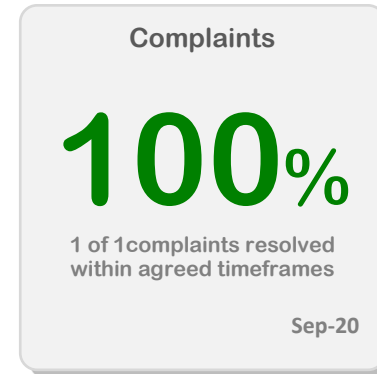 Complaints
100%
1 of 1complaints resolved
within agreed timeframes
Sep-20